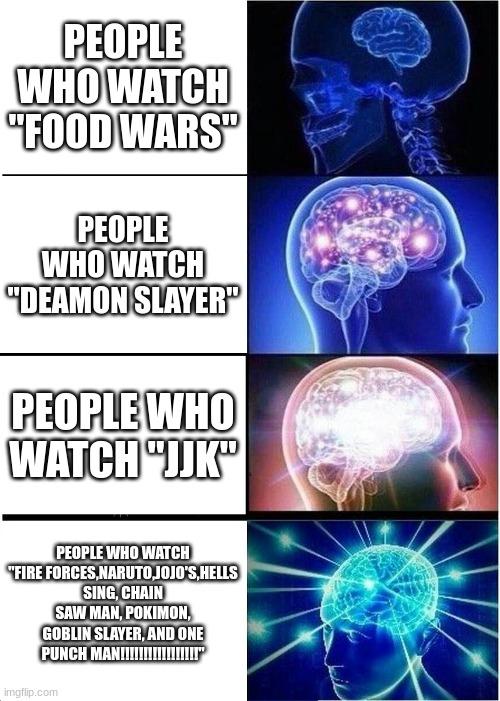 PEOPLE
WHO WATCH
"FOOD WARS"
PEOPLE
WHO WATCH
"DEAMON SLAYER"
PEOPLE WHO
WATCH "JJK"
PEOPLE WHO WATCH
"FIRE FORCES,NARUTO,JOJO'S,HELLS
SING, CHAIN
SAW MAN, POKIMON,
GOBLIN SLAYER, AND ONE
PUNCH MAN!!!!!!!!!!!!!!!!!"
imgflip.com